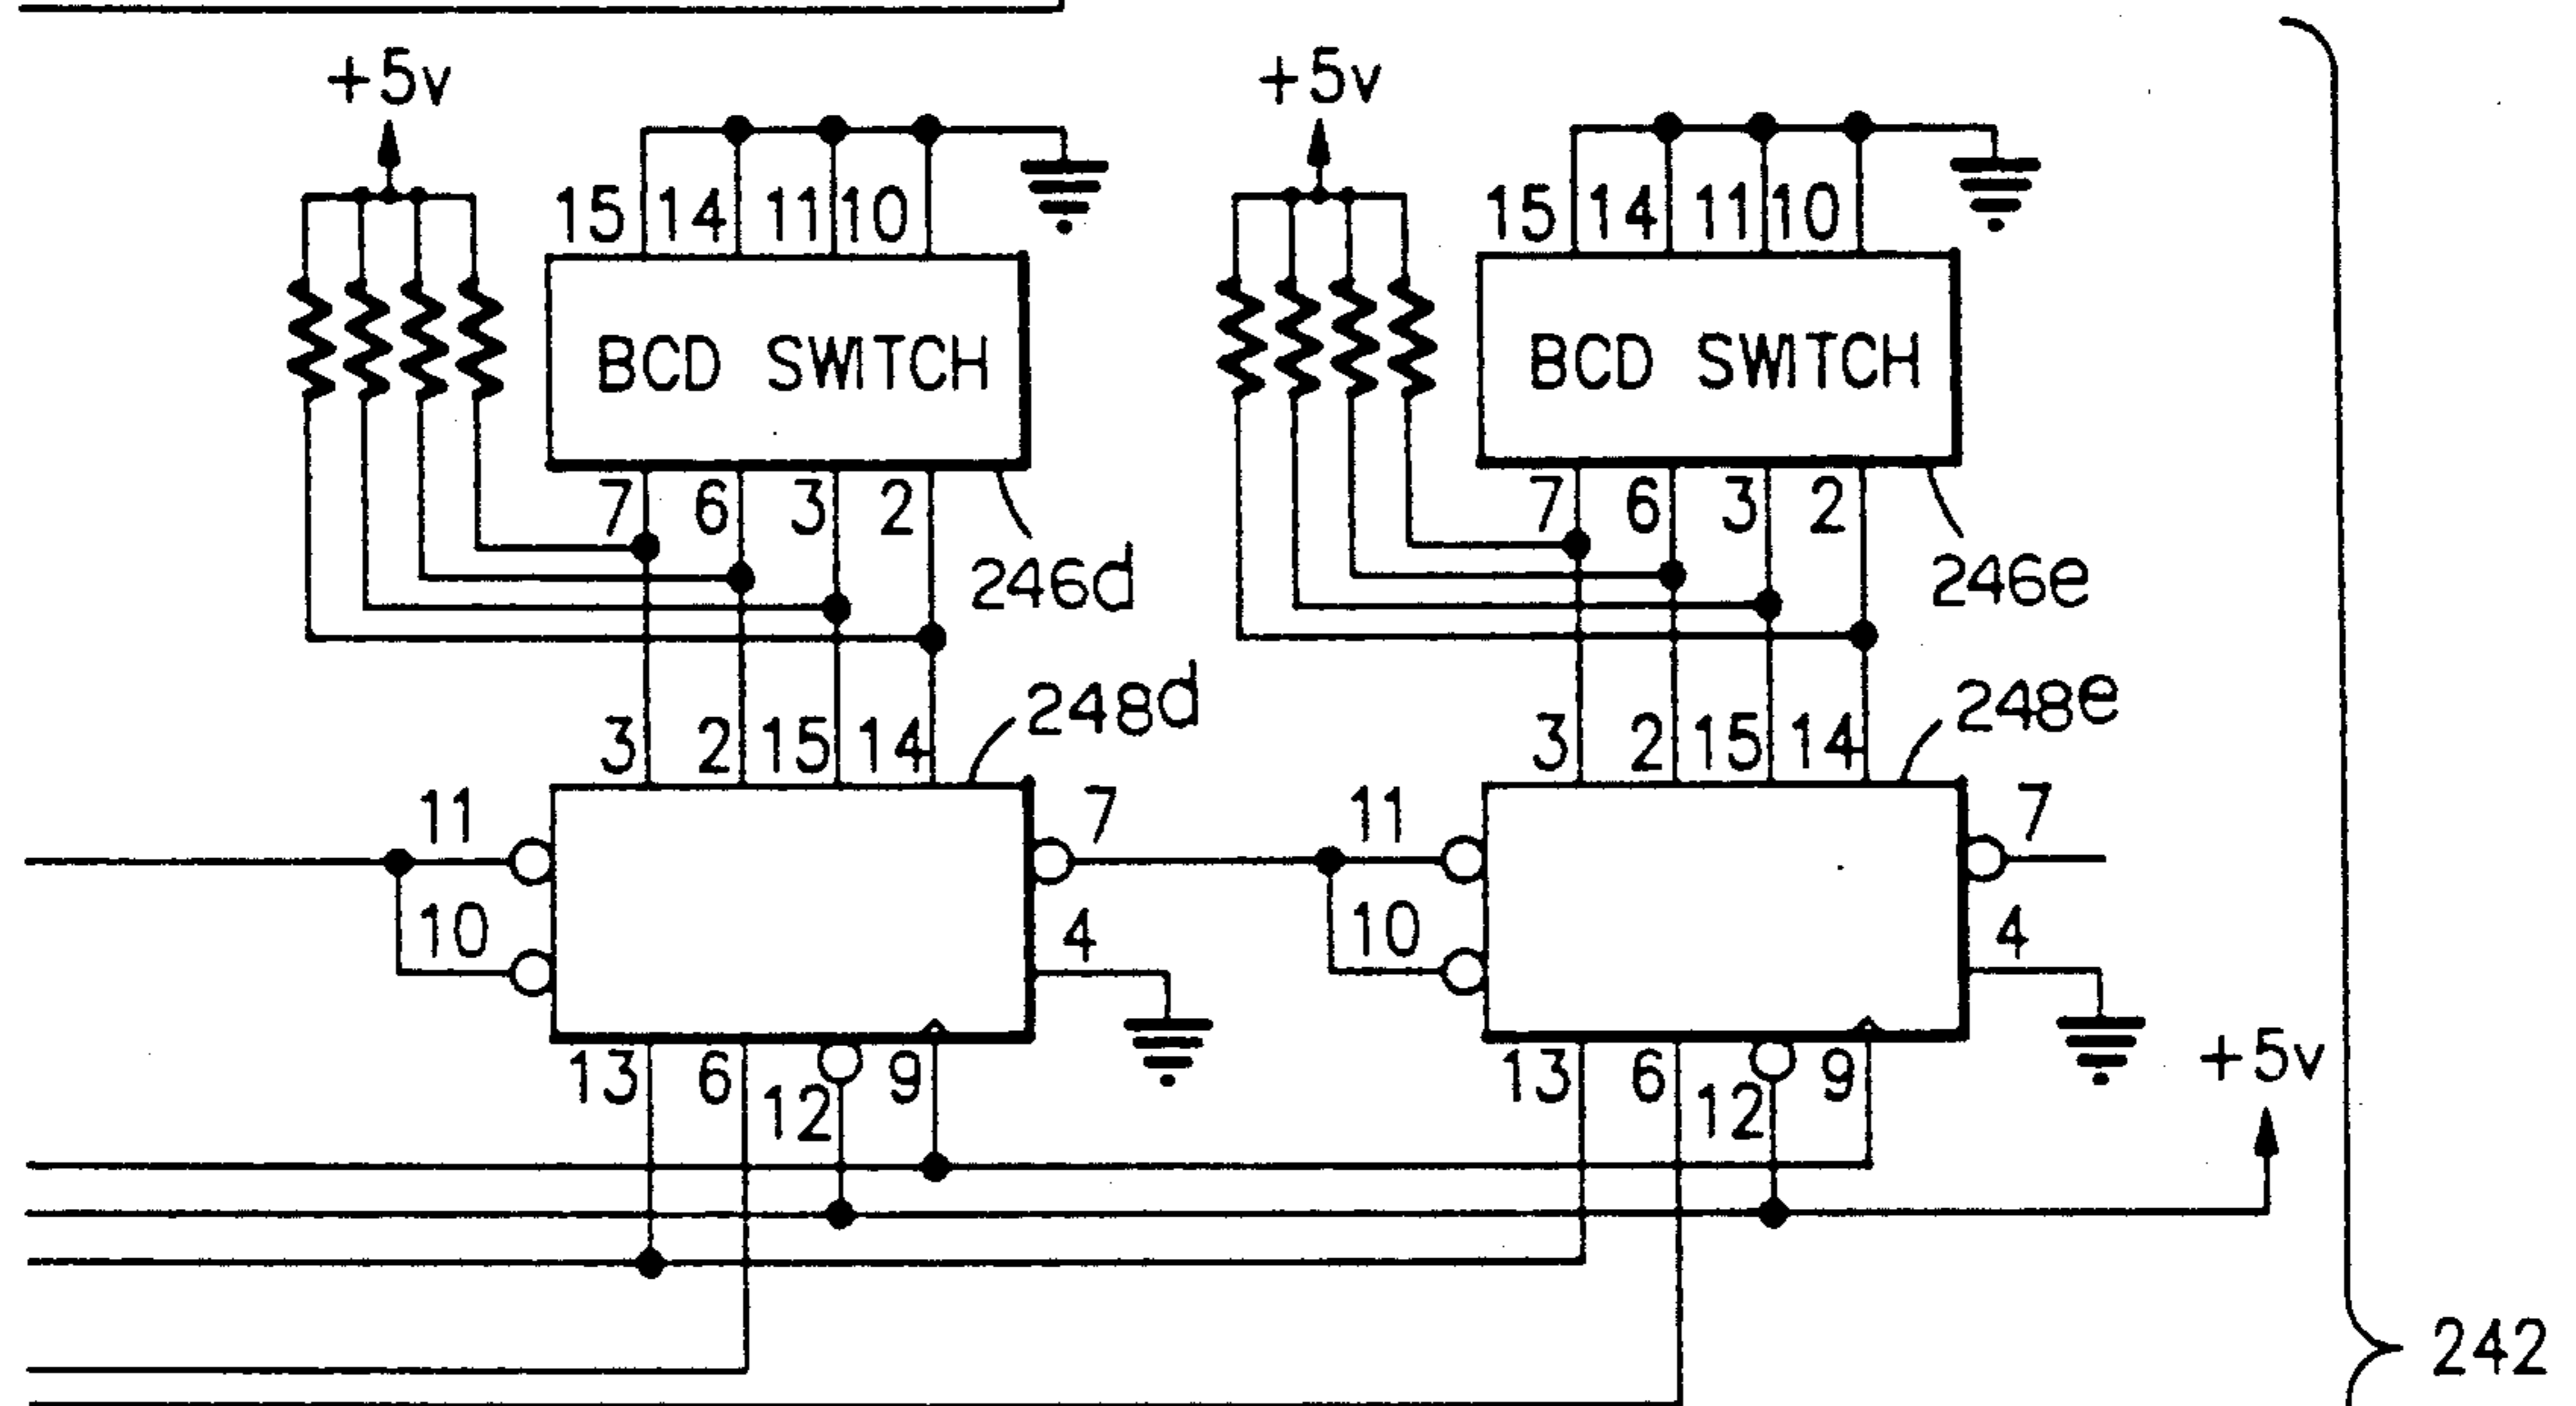 +5v +5v
15 14 11 10 15 14 11 10
BCD SWITCH BCD SWITCH
7 6 3 2 7 6 3 2
246d 246e
248d 248e
3 2 15 14 3 2 15 14
11 7 11 7
10 4 10 4
+5v
13 6 12 9 13 6 12 9
242